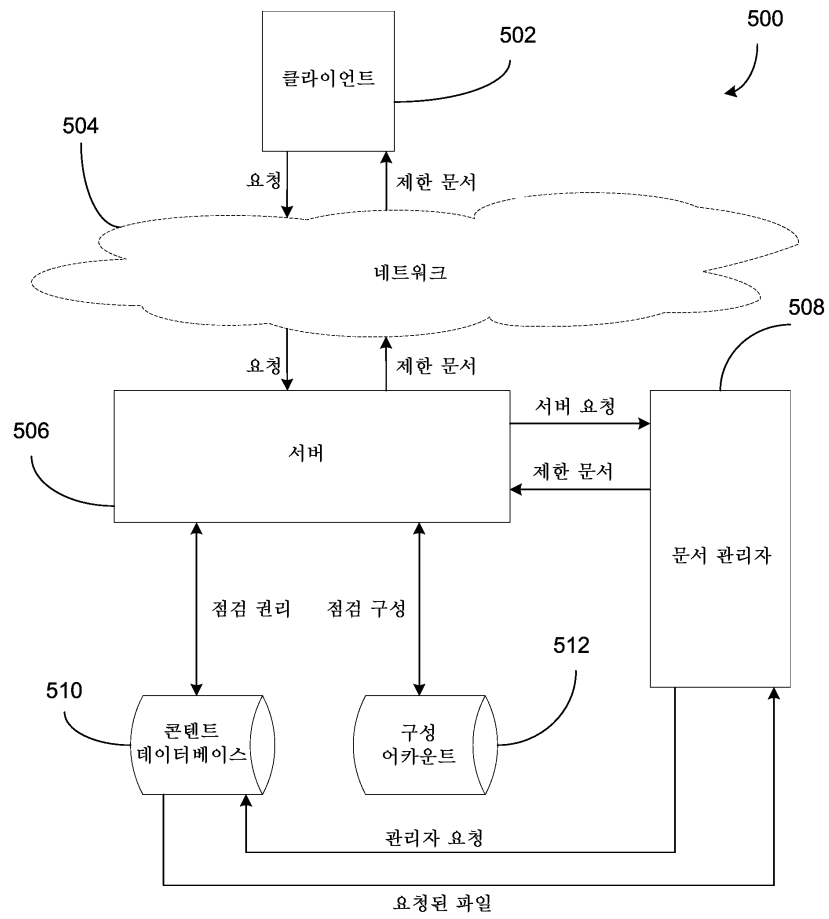 500
502
클라이언트
504
요청
제한 문서
네트워크
508
요청
제한 문서
서버 요청
506
서버
제한 문서
문서 관리자
점검 권리
점검 구성
512
510
콘텐트
데이터베이스
구성
어카운트
관리자 요청
요청된 파일